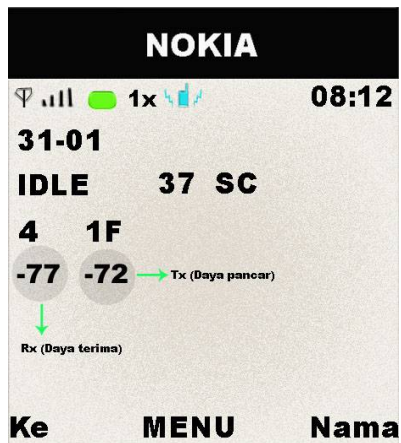 NOKIA
1x 08:12
31-01
IDLE 37 SC
4 1F
-77 -72 Tx (Daya pancar)
Rx (Daya terima)
Ke MENU Nama